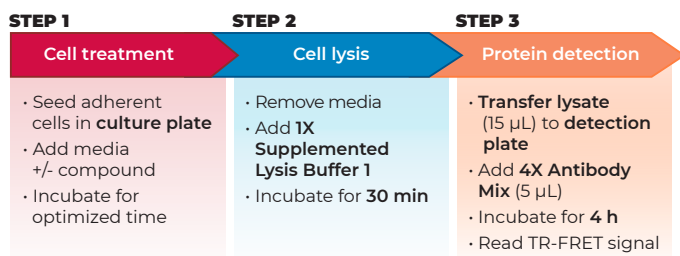 STEP 1
Cell treatment
· Seed adherent
cells in culture plate
· Add media
+/- compound
· Incubate for
optimized time
STEP 2
Cell lysis
· Remove media
· Add 1X
Supplemented
Lysis Buffer 1
· Incubate for 30 min
STEP 3
Protein detection
· Transfer lysate
(15 µL) to detection
plate
· Add 4X Antibody
Mix (5 µL)
· Incubate for 4 h
· Read TR-FRET signal